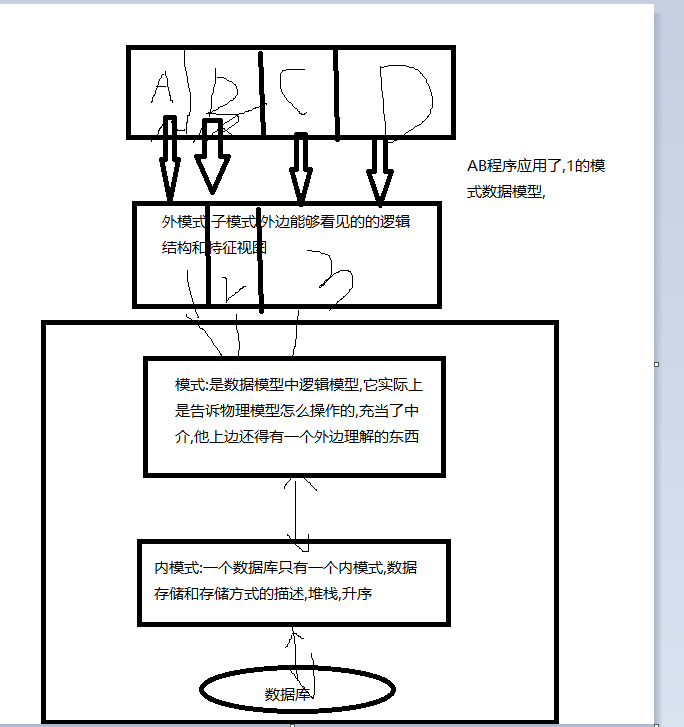 A B C D
AB程序应用了,1的模
式数据模型,
外模式 子模式 外边能够看见的的逻辑
结构和特征视图
2 3
模式:是数据模型中逻辑模型,它实际上
是告诉物理模型怎么操作的,充当了中
介,他上边还得有一个外边理解的东西
内模式:一个数据库只有一个内模式,数据
存储和存储方式的描述,堆栈,升序
数据库